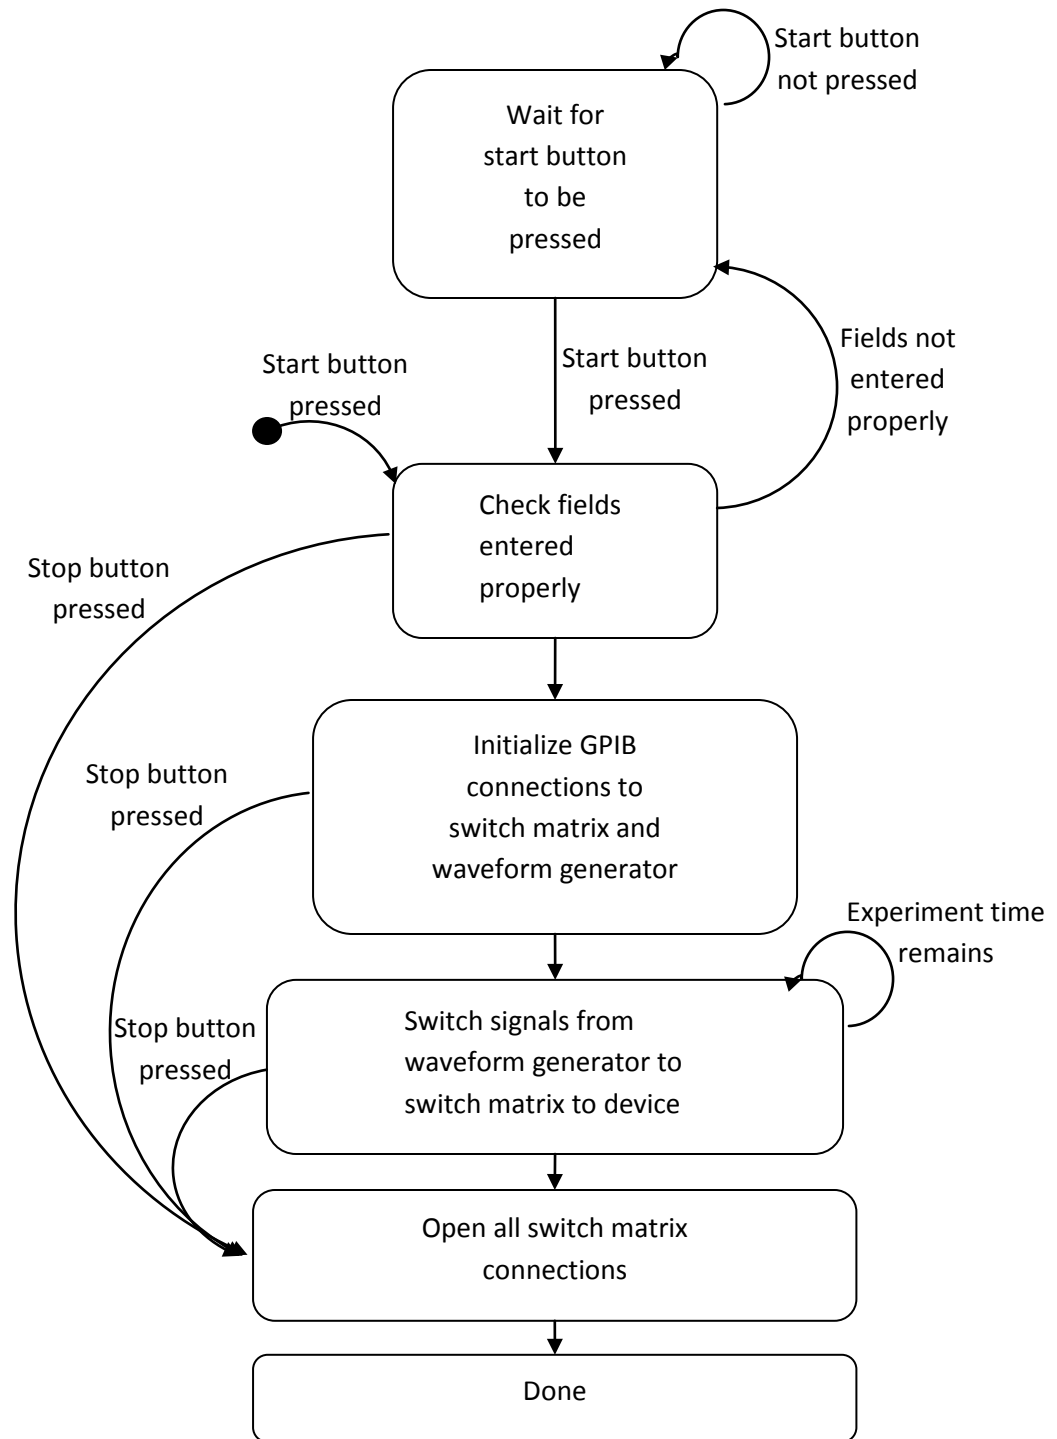 Start button
not pressed
Wait for
start button
to be
pressed
Start button
pressed
Start button
pressed
Fields not
entered
properly
Check fields
entered
properly
Stop button
pressed
Initialize GPIB
connections to
switch matrix and
waveform generator
Stop button
pressed
Experiment time
remains
Switch signals from
waveform generator to
switch matrix to device
Stop button
pressed
Open all switch matrix
connections
Done